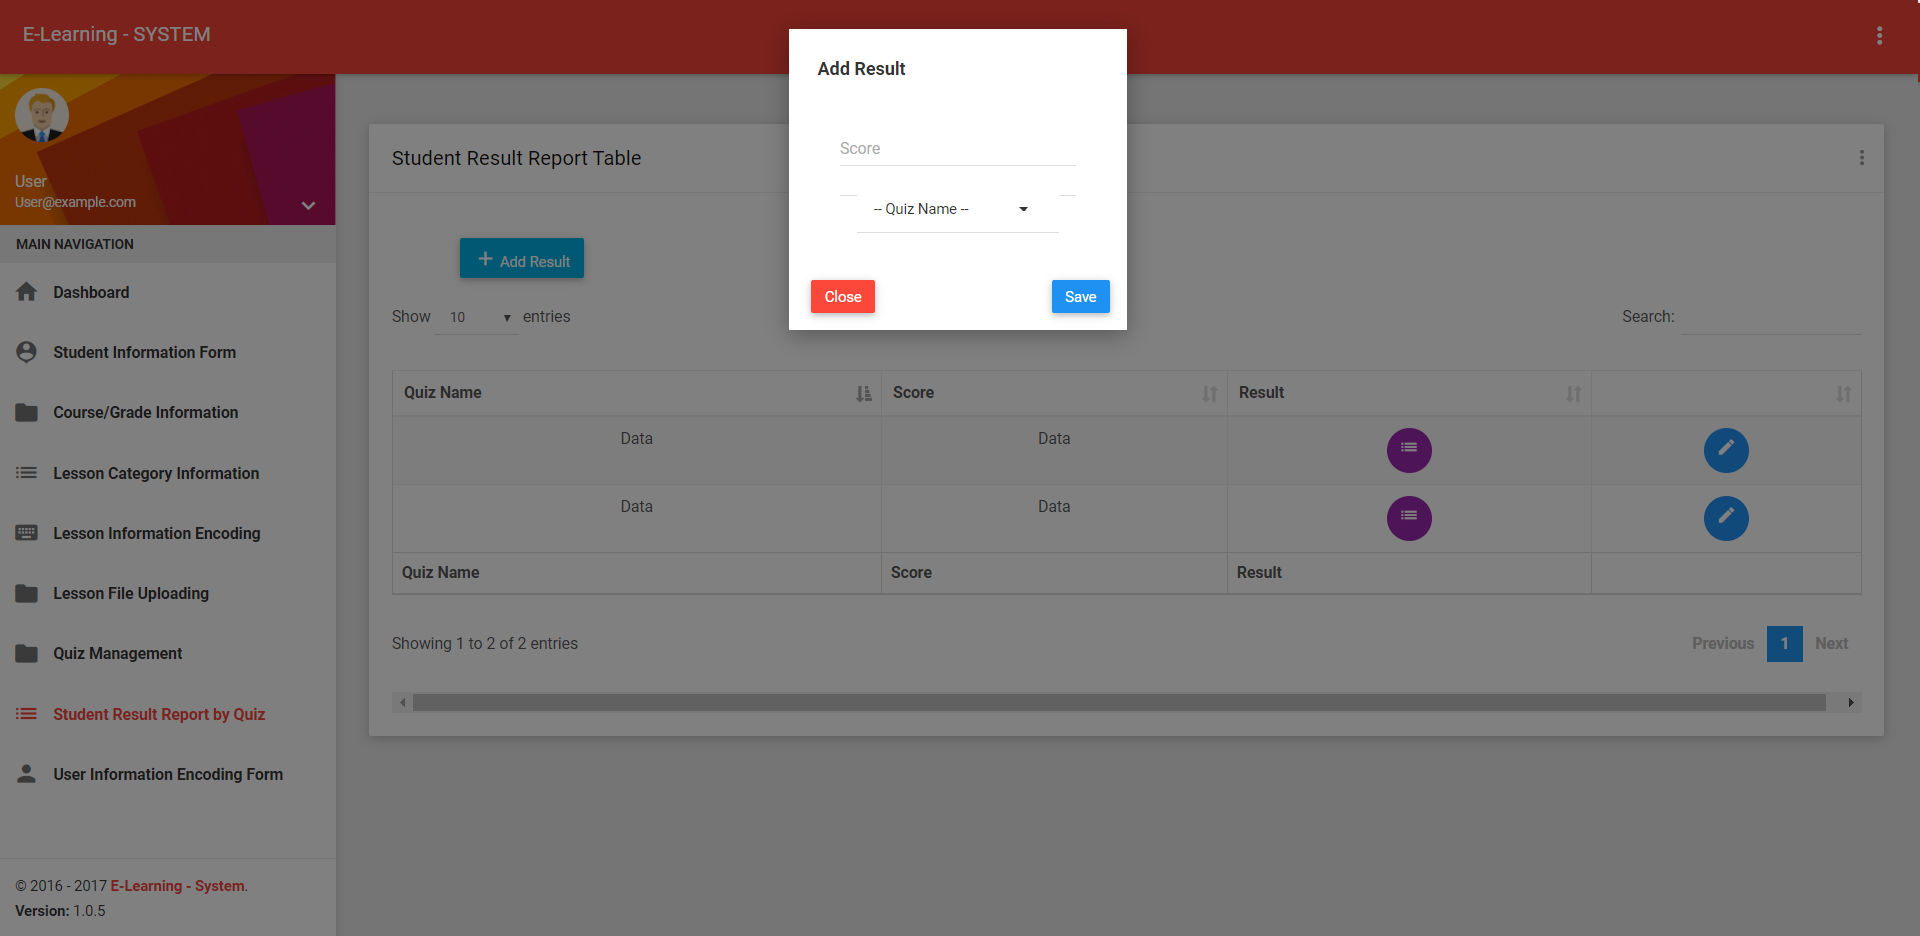 E-Learning - SYSTEM
User
User@example.com
MAIN NAVIGATION
Dashboard
Student Information Form
Course/Grade Information
Lesson Category Information
Lesson Information Encoding
Lesson File Uploading
Quiz Management
Student Result Report by Quiz
User Information Encoding Form
© 2016 - 2017 E-Learning - System.
Version: 1.0.5
Add Result
Score
-- Quiz Name --
Close Save
Student Result Report Table
+ Add Result
Show 10 entries Search:
Quiz Name Score Result
Data Data
Data Data
Quiz Name Score Result
Showing 1 to 2 of 2 entries Previous 1 Next